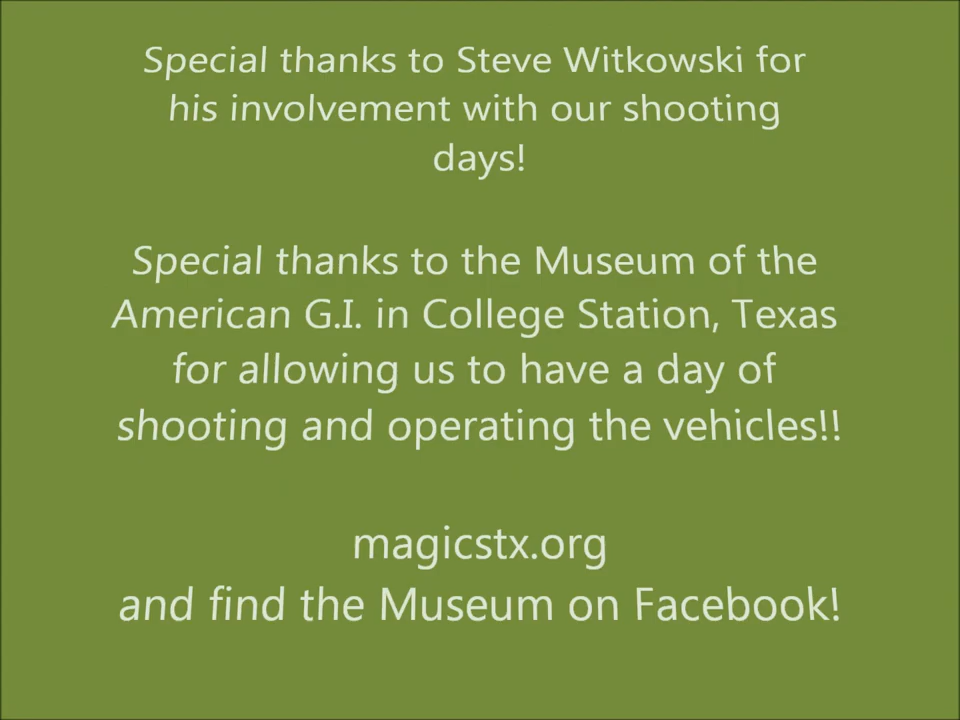 Special thanks to Steve Witkowski for
his involvement with our shooting
days!
Special thanks to the Museum of the
American G.I. in College Station, Texas
for allowing us to have a day of
shooting and operating the vehicles!!
magicstx.org
and find the Museum on Facebook!